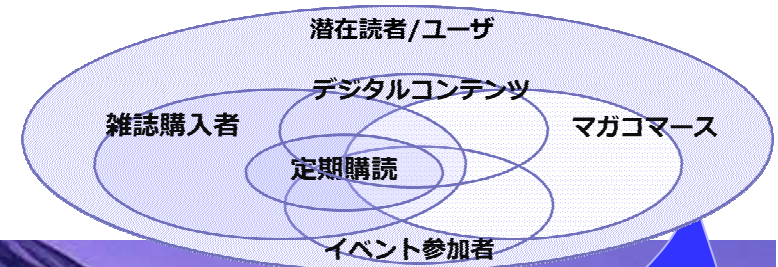 潜在読者/ユーザ
デジタルコンテンツ
雑誌購入者
マガコマース
定期購読
イベント参加者